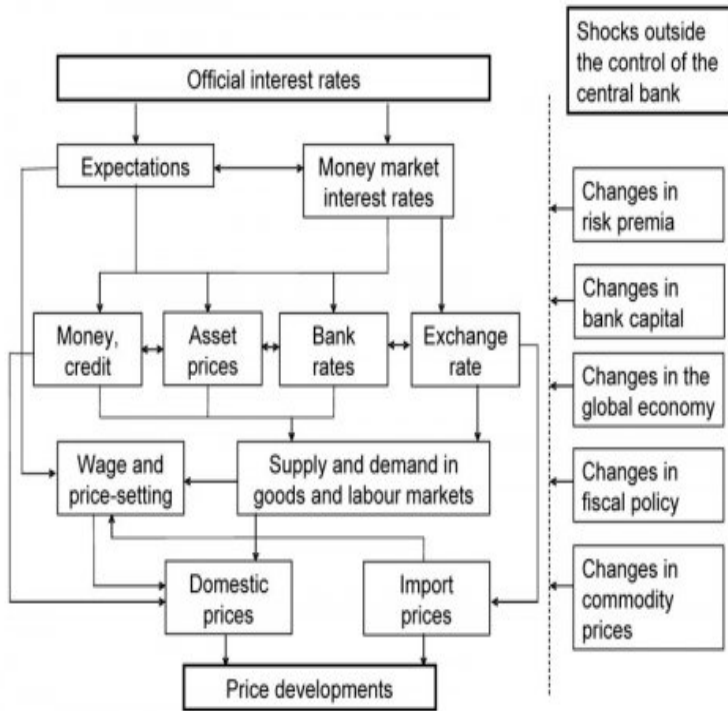 Shocks outside
the control of the
central bank
Official interest rates
Expectations
Money market
interest rates
Changes in
risk premia
Changes in
bank capital
Money,
credit
Asset
prices
Bank
rates
Exchange
rate
Changes in the
global economy
Wage and
price-setting
Supply and demand in
goods and labour markets
Changes in
fiscal policy
Domestic
prices
Import
prices
Changes in
commodity
prices
Price developments